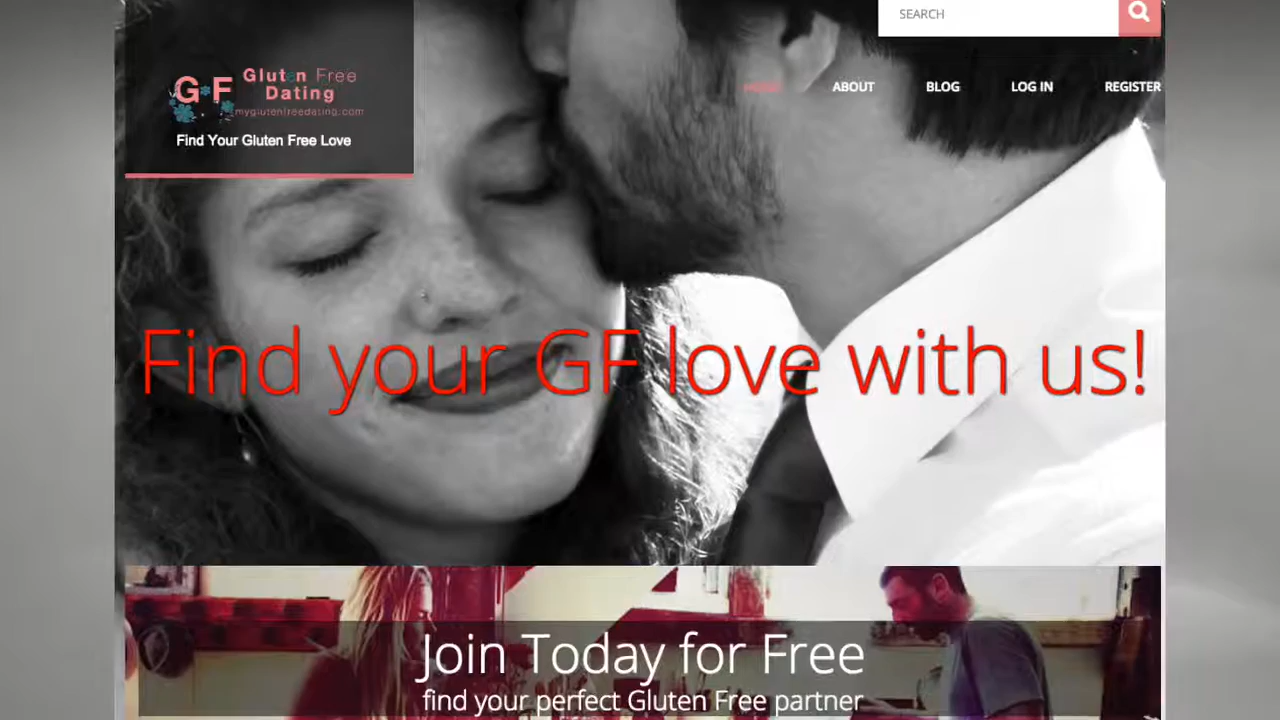 SEARCH
GF Gluten Free Dating
myglutenfreedating.com
Find Your Gluten Free Love
HOME
ABOUT
BLOG
LOG IN
REGISTER
Find your GF love with us!
Join Today for Free
find your perfect Gluten Free partner